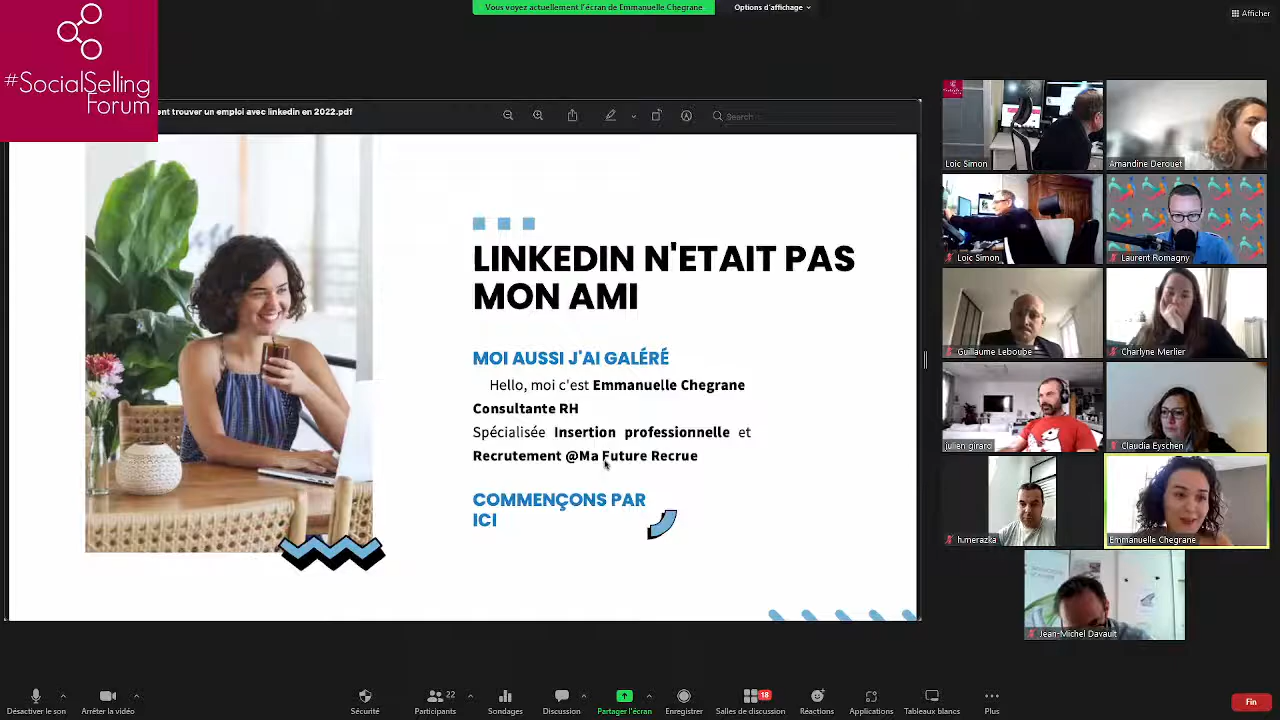 Vous voyez actuellement l'écran de Emmanuelle Chegrane
Options d'affichage
Afficher
#SocialSelling
Forum
ent trouver un emploi avec linkedin en 2022.pdf
Search
LINKEDIN N'ETAIT PAS
MON AMI
MOI AUSSI J'AI GALÉRÉ
Hello, moi c'est Emmanuelle Chegrane
Consultante RH
Spécialisée Insertion professionnelle et
Recrutement @Ma Future Recrue
COMMENÇONS PAR
ICI
Loic Simon
Amandine Derouet
Loic Simon
Laurent Romagny
Guillaume Leboube
Charlyne Merlier
julien girard
Claudia Eyschen
h.merazka
Emmanuelle Chegrane
Jean-Michel Davault
Désactiver le son
Arrêter la vidéo
Sécurité
Participants
22
Sondages
Discussion
Partager l'écran
Enregistrer
Salles de discussion
18
Réactions
Applications
Tableaux blancs
Plus
Fin